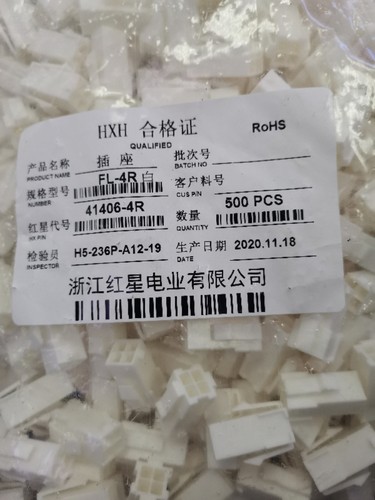 HXH 合格证 RoHS
QUALIFIED
产品名称 插座 批次号
PRODUCT NAME BATCH-NO
规格型号 FL-4R 白 客户料号
NUMBER CUS P/N
红星代号 41406-4R 数量 500 PCS
HX P/N QUANTITY
检验员 H5-236P-A12-19 生产日期 2020.11.18
INSPECTOR DATE
浙江红星电业有限公司